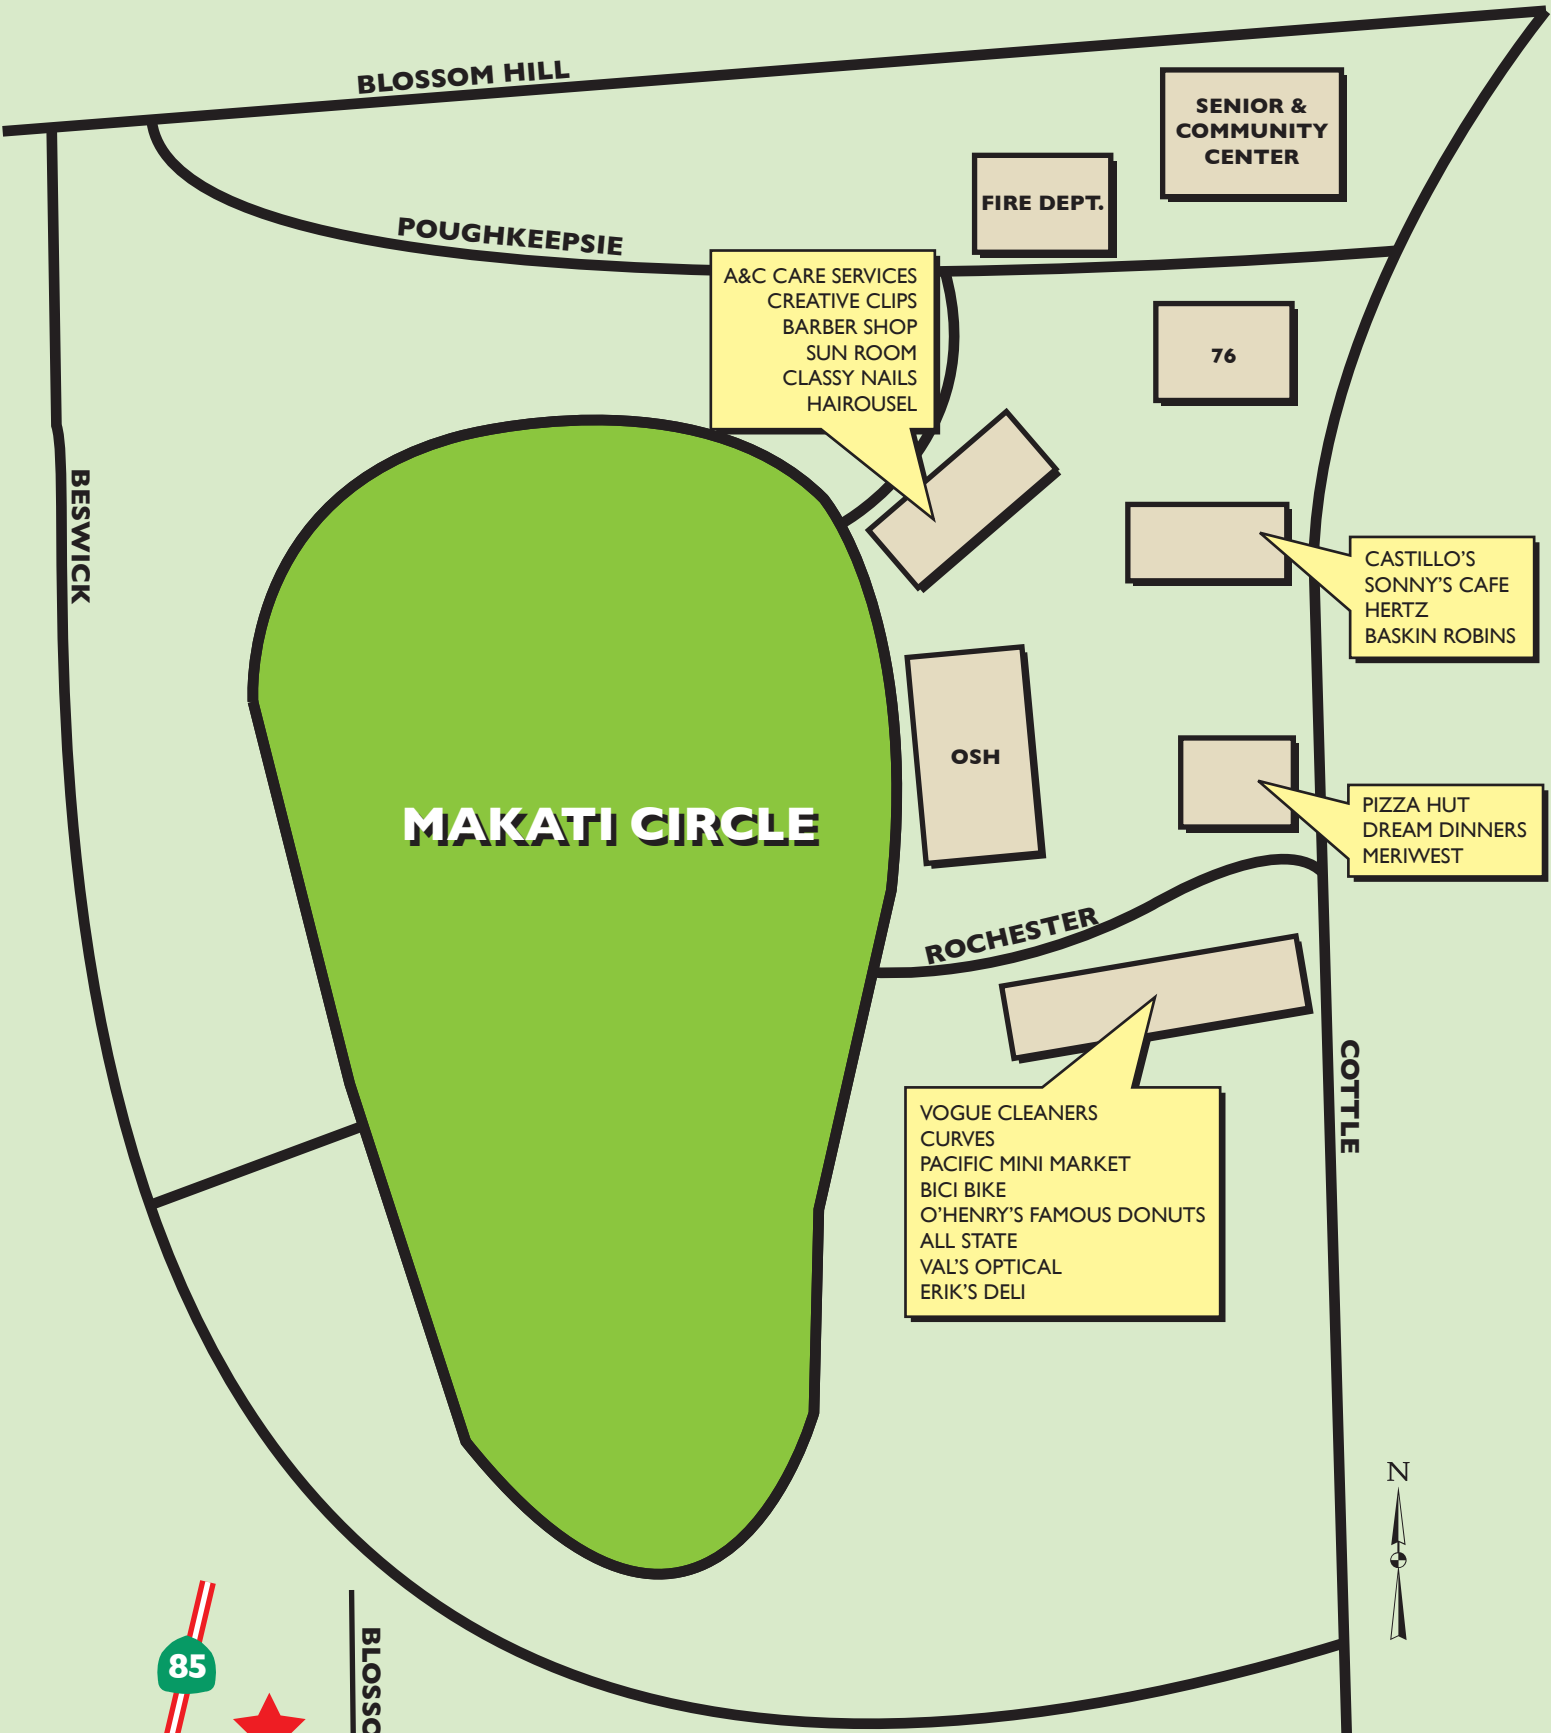 BLOSSOM HILL
SENIOR &
COMMUNITY
CENTER
FIRE DEPT.
POUGHKEEPSIE
A&C CARE SERVICES
CREATIVE CLIPS
BARBER SHOP
SUN ROOM
CLASSY NAILS
HAIROUSEL
76
BESWICK
CASTILLO'S
SONNY'S CAFE
HERTZ
BASKIN ROBINS
OSH
MAKATI CIRCLE
PIZZA HUT
DREAM DINNERS
MERIWEST
ROCHESTER
COTTLE
VOGUE CLEANERS
CURVES
PACIFIC MINI MARKET
BICI BIKE
O'HENRY'S FAMOUS DONUTS
ALL STATE
VAL'S OPTICAL
ERIK'S DELI
N
85
BLOSSO